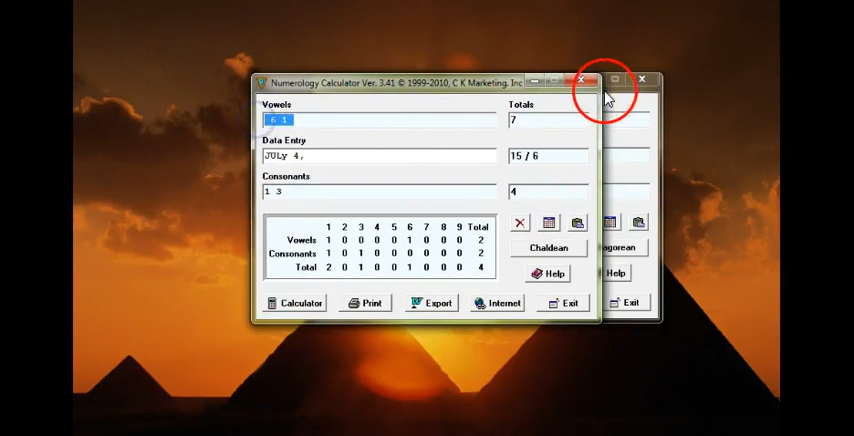 Numerology Calculator Ver. 3.41 © 1999-2010, C K Marketing. Inc
Vowels Totals
6 1 7
Data Entry
JULy 4, 15 / 6
Consonants
1 3 4
1 2 3 4 5 6 7 8 9 Total
Vowels 1 0 0 0 0 1 0 0 0 2
Consonants 1 0 1 0 0 0 0 0 0 2
Total 2 0 1 0 0 1 0 0 0 4
Chaldean agorean
Help Help
Calculator Print Export Internet Exit Exit